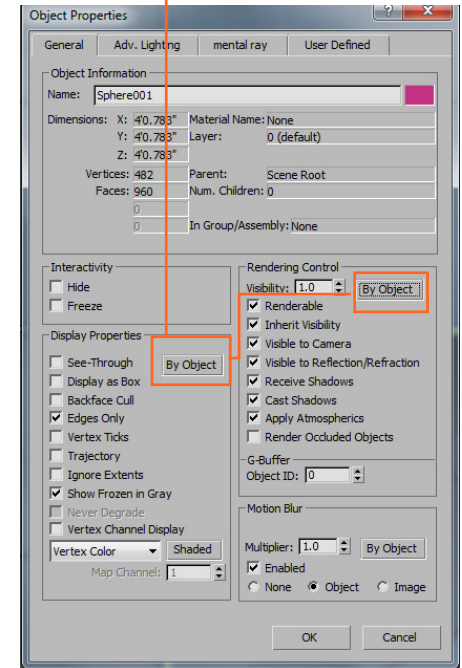 Object Properties
General Adv. Lighting mental ray User Defined
Object Information
Name: Sphere001
Dimensions: X: 4'0.783" Material Name: None
Y: 4'0.783" Layer: 0 (default)
Z: 4'0.783"
Vertices: 482 Parent: Scene Root
Faces: 960 Num. Children: 0
0
0 In Group/Assembly: None
Interactivity
Hide
Freeze
Display Properties
See-Through By Object
Display as Box
Backface Cull
Edges Only
Vertex Ticks
Trajectory
Ignore Extents
Show Frozen in Gray
Never Degrade
Vertex Channel Display
Vertex Color Shaded
Map Channel: 1
Rendering Control
Visibility: 1.0 By Object
Renderable
Inherit Visibility
Visible to Camera
Visible to Reflection/Refraction
Receive Shadows
Cast Shadows
Apply Atmospherics
Render Occluded Objects
G-Buffer
Object ID: 0
Motion Blur
Multiplier: 1.0 By Object
Enabled
None Object Image
OK Cancel